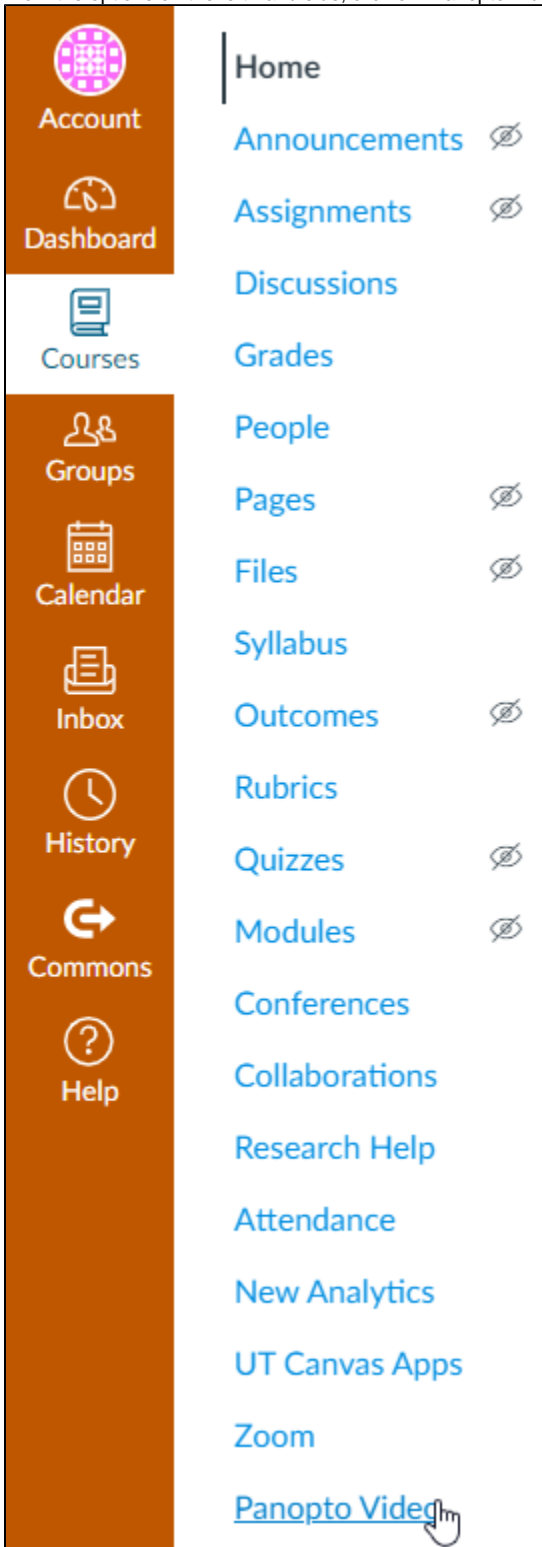 Account
Dashboard
Courses
Groups
Calendar
Inbox
History
Commons
Help
Home
Announcements
Assignments
Discussions
Grades
People
Pages
Files
Syllabus
Outcomes
Rubrics
Quizzes
Modules
Conferences
Collaborations
Research Help
Attendance
New Analytics
UT Canvas Apps
Zoom
Panopto Video